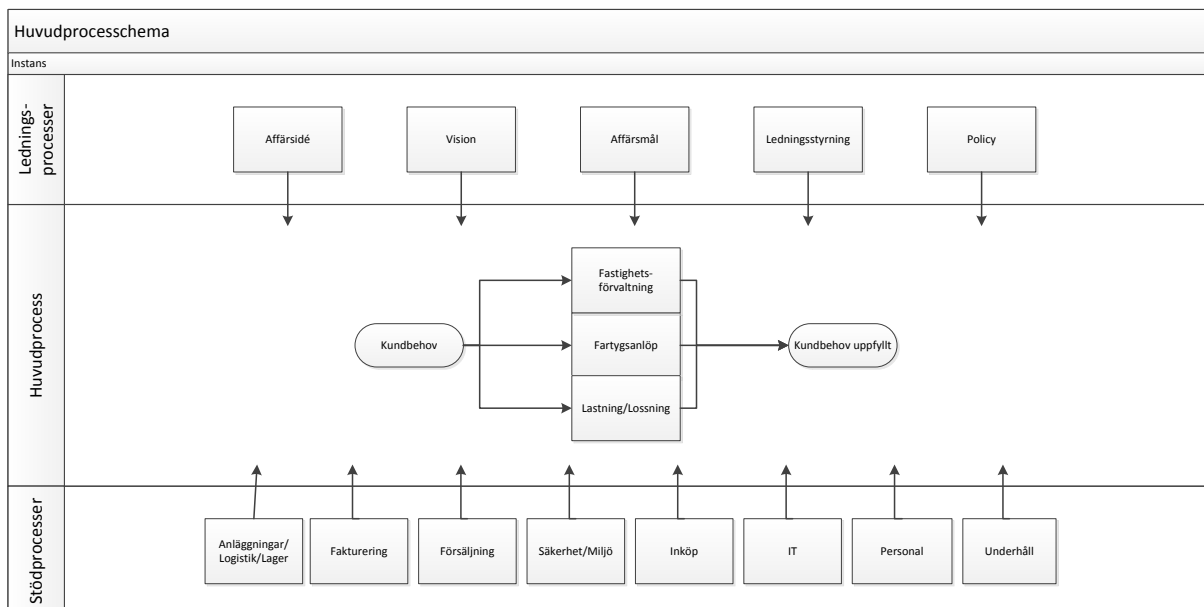 Huvudprocesschema
Instans
Lednings-
processer
Affärsidé
Vision
Affärsmål
Ledningsstyrning
Policy
Huvudprocess
Fastighets-
förvaltning
Kundbehov
Fartygsanlöp
Kundbehov uppfyllt
Lastning/Lossning
Stödprocesser
Anläggningar/
Logistik/Lager
Fakturering
Försäljning
Säkerhet/Miljö
Inköp
IT
Personal
Underhåll